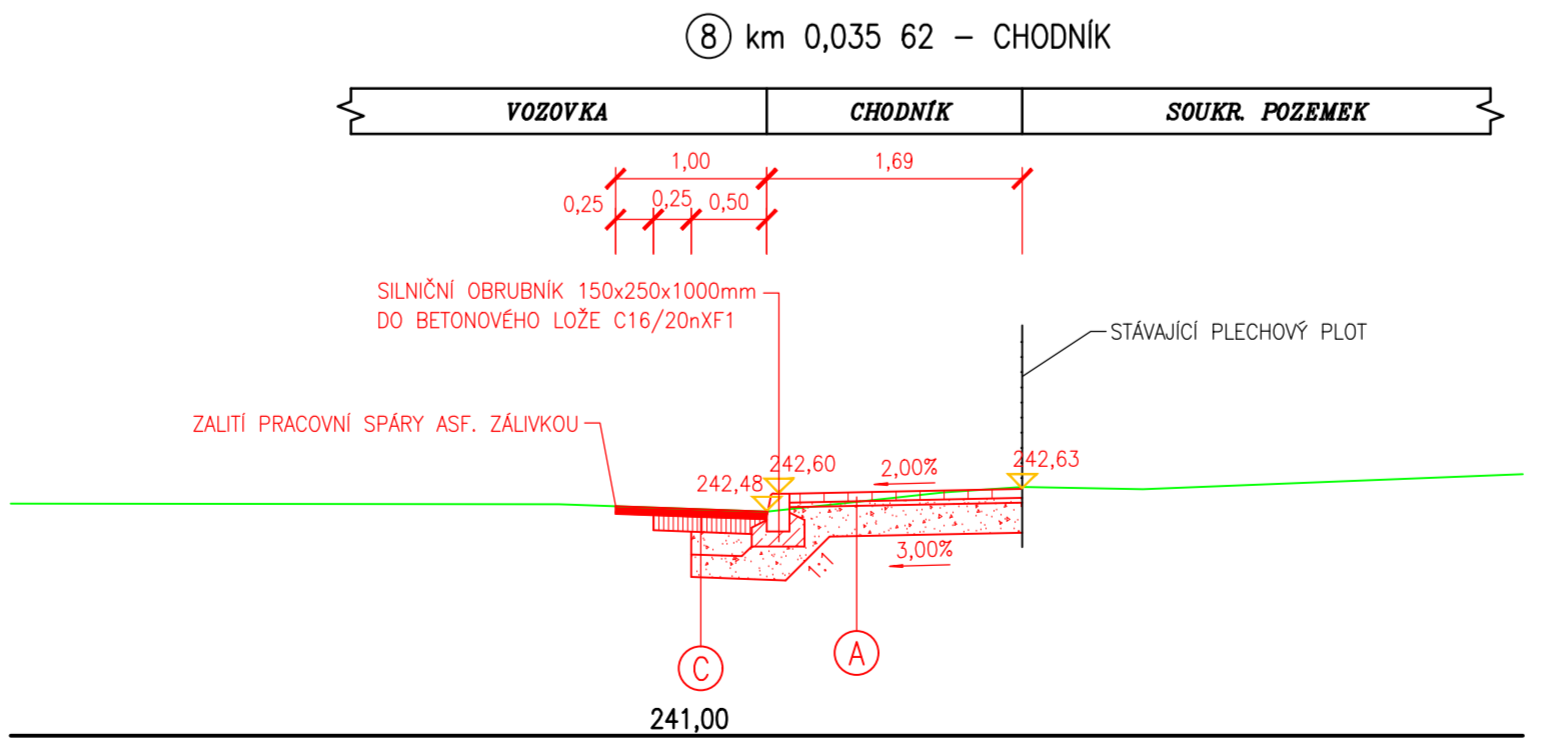 8 km 0,035 62 – CHODNÍK
VOZOVKA CHODNÍK SOUKR. POZEMEK
1,00 1,69
0,25 0,25 0,50
SILNIČNÍ OBRUBNÍK 150x250x1000mm
DO BETONOVÉHO LOŽE C16/20nXF1
STÁVAJÍCÍ PLECHOVÝ PLOT
ZALITÍ PRACOVNÍ SPÁRY ASF. ZÁLIVKOU
242,48 242,60 2,00% 242,63
1:1 3,00%
C A
241,00